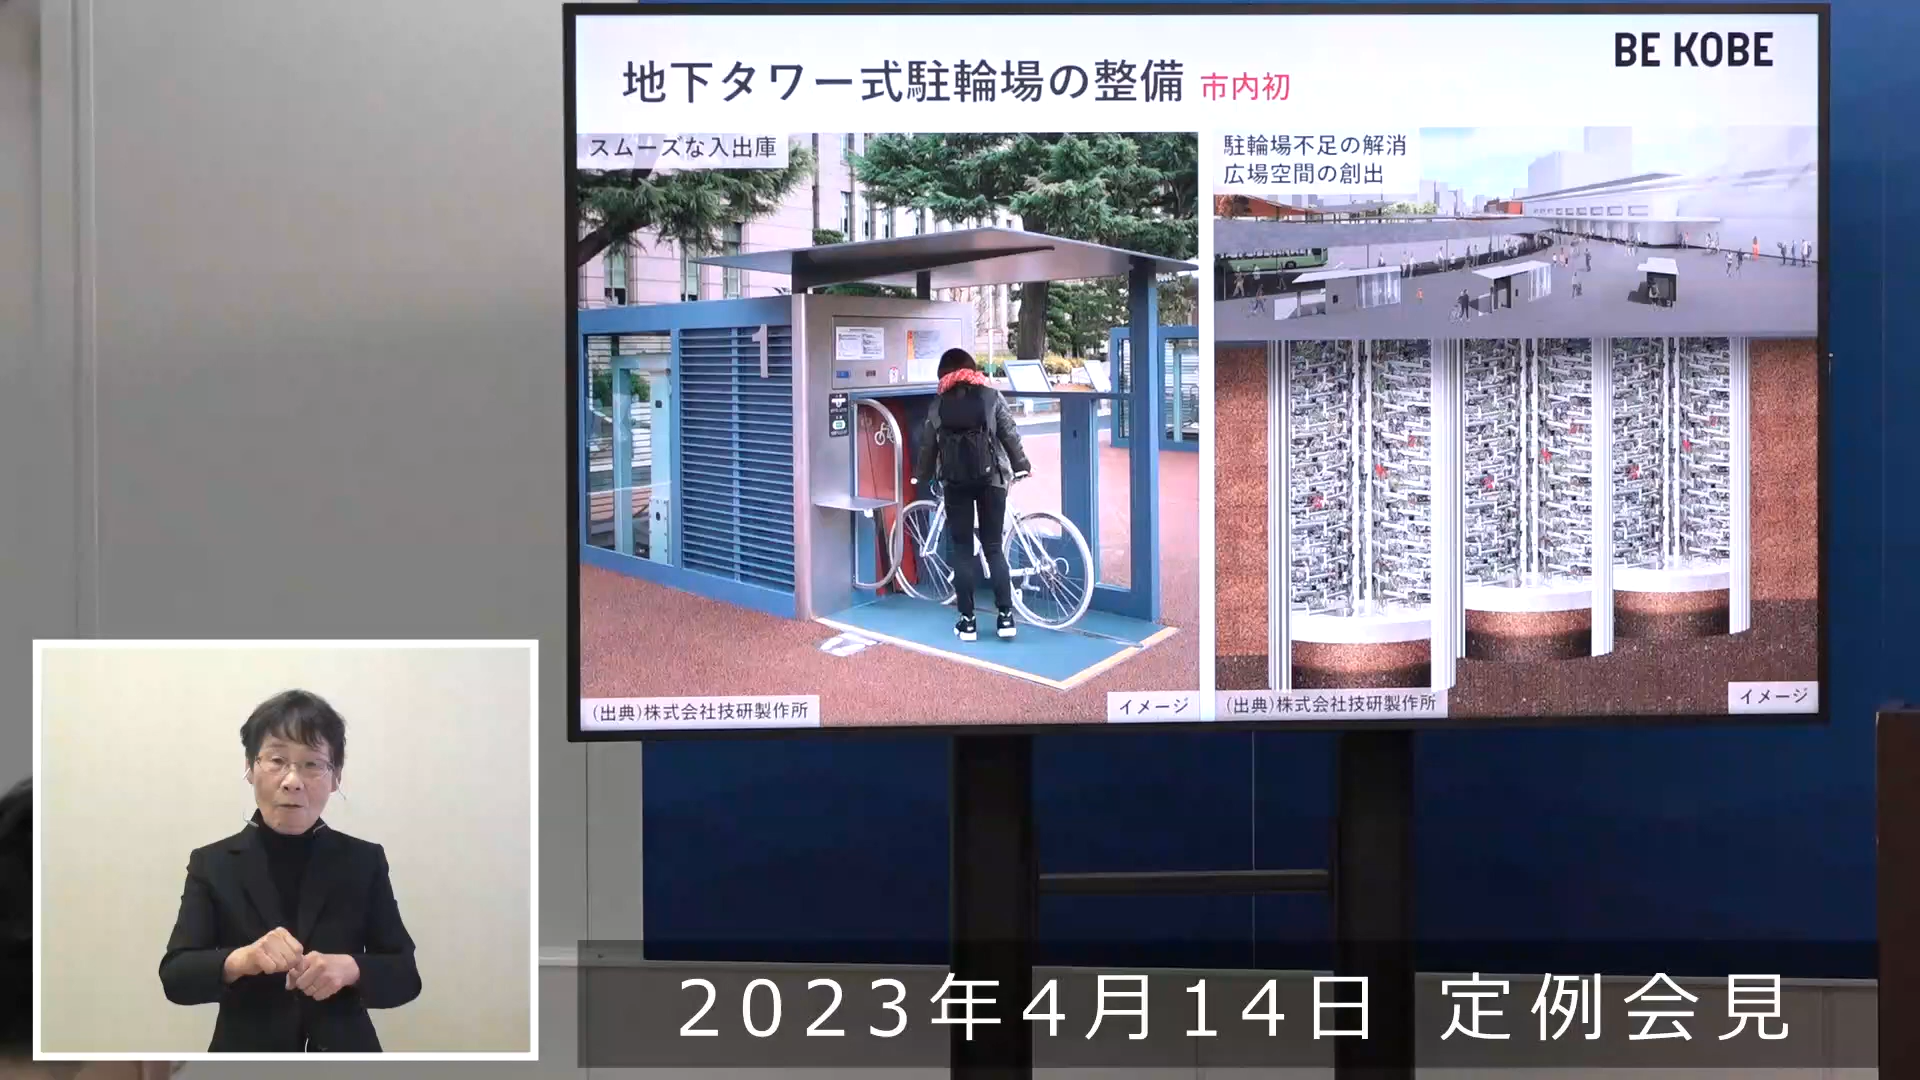 BE KOBE
地下タワー式駐輪場の整備 市内初
スムーズな入出庫
駐輪場不足の解消
広場空間の創出
1
(出典)株式会社技研製作所
イメージ
(出典)株式会社技研製作所
イメージ
2023年4月14日 定例会見